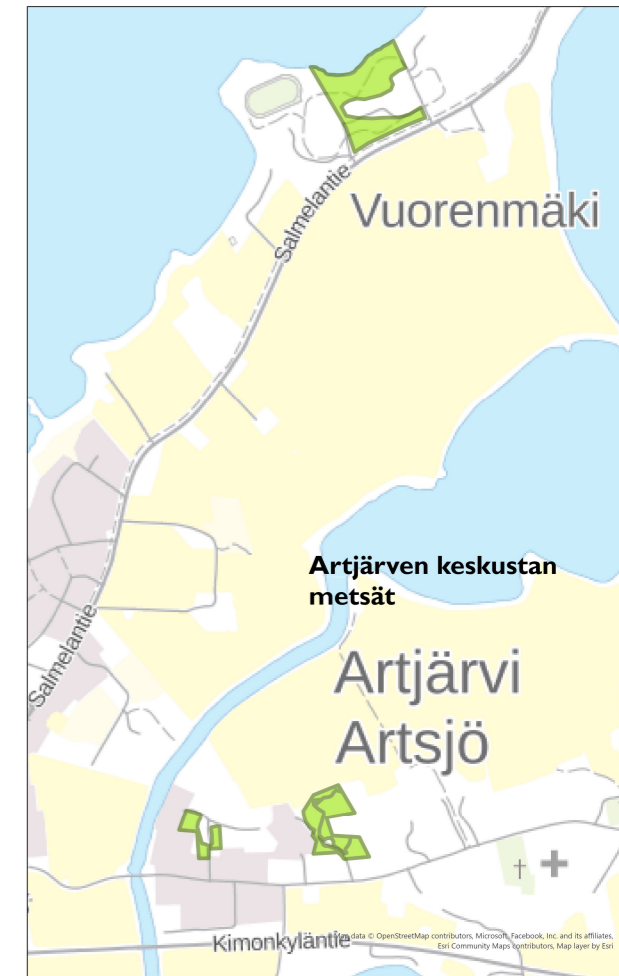 Salmelantie
Vuorenmäki
Artjärven keskustan
metsät
Salmelantie
Artjärvi
Artsjö
Kimonkyläntie
data © OpenStreetMap contributors, Microsoft, Facebook, Inc. and its affiliates,
Esri Community Maps contributors, Map layer by Esri